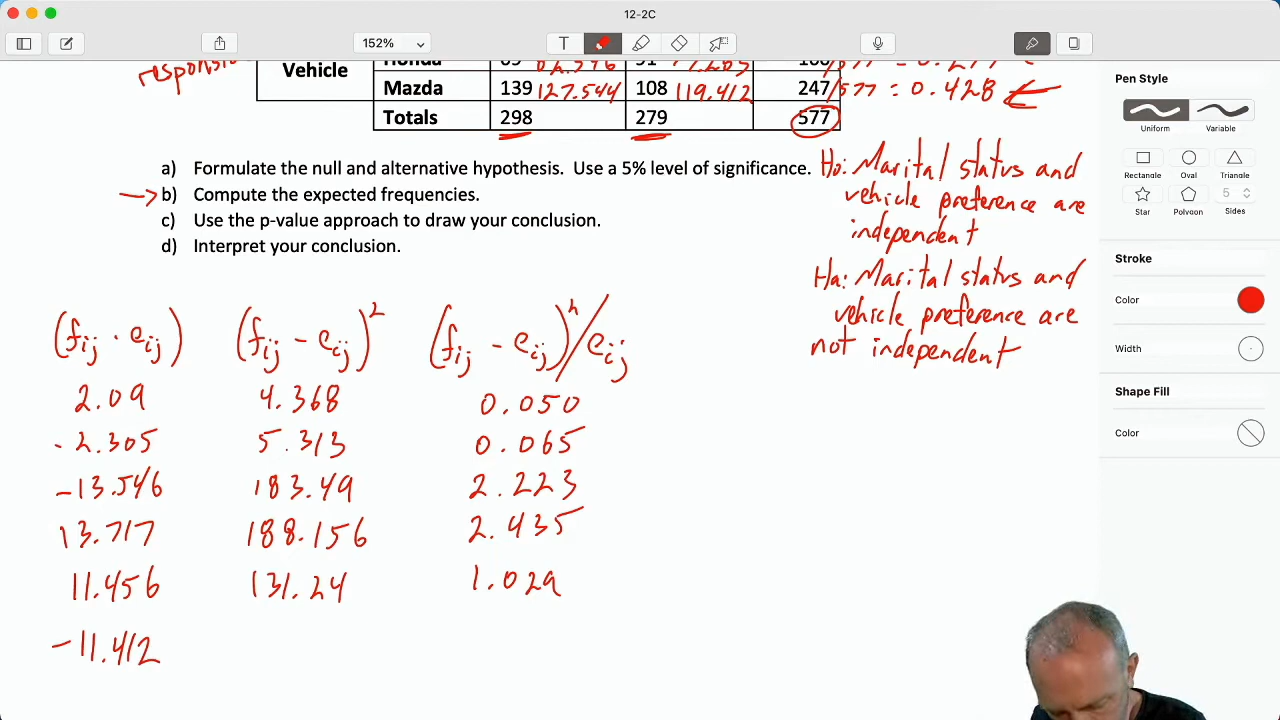 12-2C
152%
T
Pen Style
Uniform
Variable
Rectangle
Oval
Triangle
Star
Polygon
5
Sides
Stroke
Color
Width
Shape Fill
Color
Vehicle
Mazda 139 127.544 108 119.412 247 /577 = 0.428
Totals 298 279 577
a) Formulate the null and alternative hypothesis. Use a 5% level of significance.
b) Compute the expected frequencies.
c) Use the p-value approach to draw your conclusion.
d) Interpret your conclusion.
Ho: Marital status and
vehicle preference are
independent
Ha: Marital status and
vehicle preference are
not independent
(fij - eij) (fij - eij)² (fij - eij)²/eij
2.09 4.368 0.050
-2.305 5.313 0.065
-13.546 183.49 2.223
13.717 188.156 2.435
11.456 131.24 1.029
-11.412